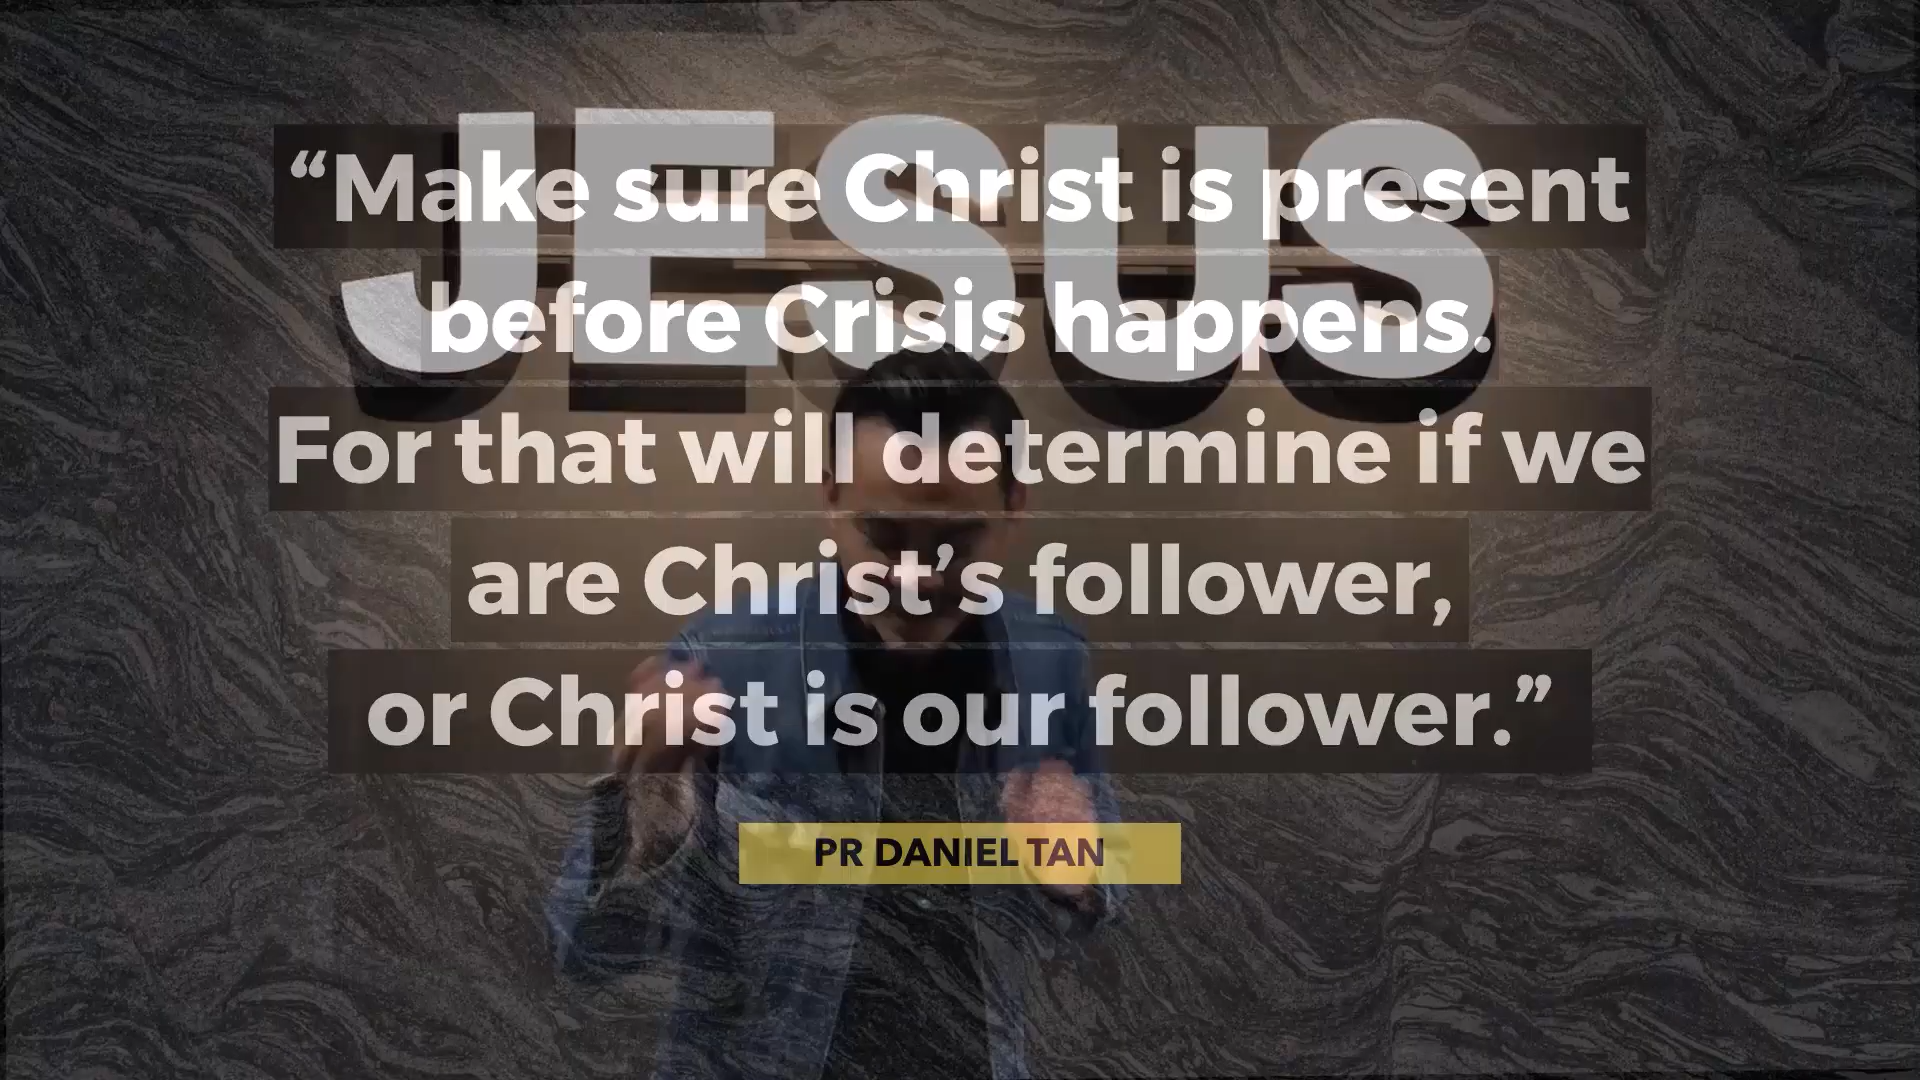 JESUS
“Make sure Christ is present
before Crisis happens.
For that will determine if we
are Christ’s follower,
or Christ is our follower.”
PR DANIEL TAN